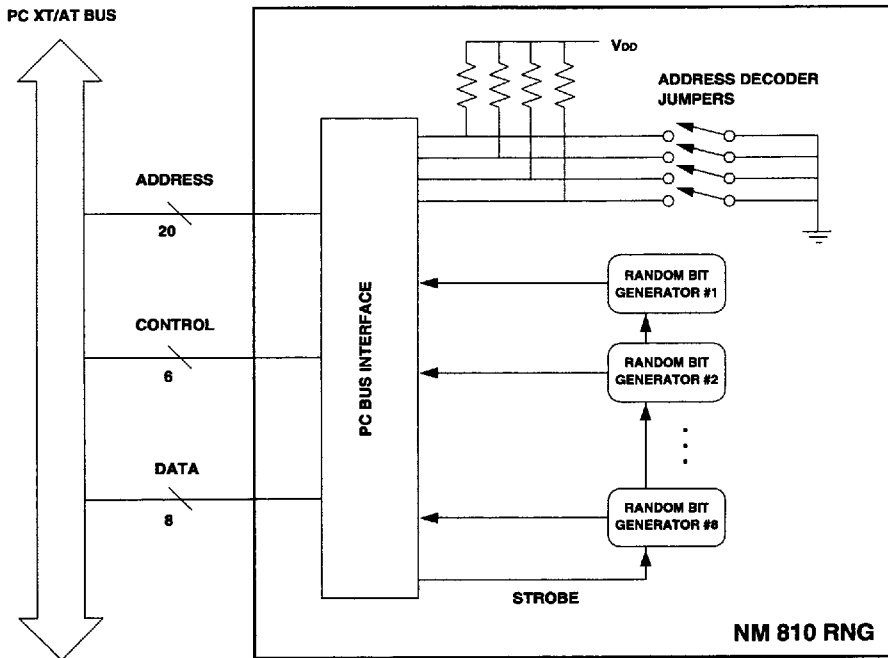 PC XT/AT BUS
VDD
ADDRESS DECODER
JUMPERS
ADDRESS
20
CONTROL
6
DATA
8
PC BUS INTERFACE
RANDOM BIT
GENERATOR #1
RANDOM BIT
GENERATOR #2
RANDOM BIT
GENERATOR #8
STROBE
NM 810 RNG